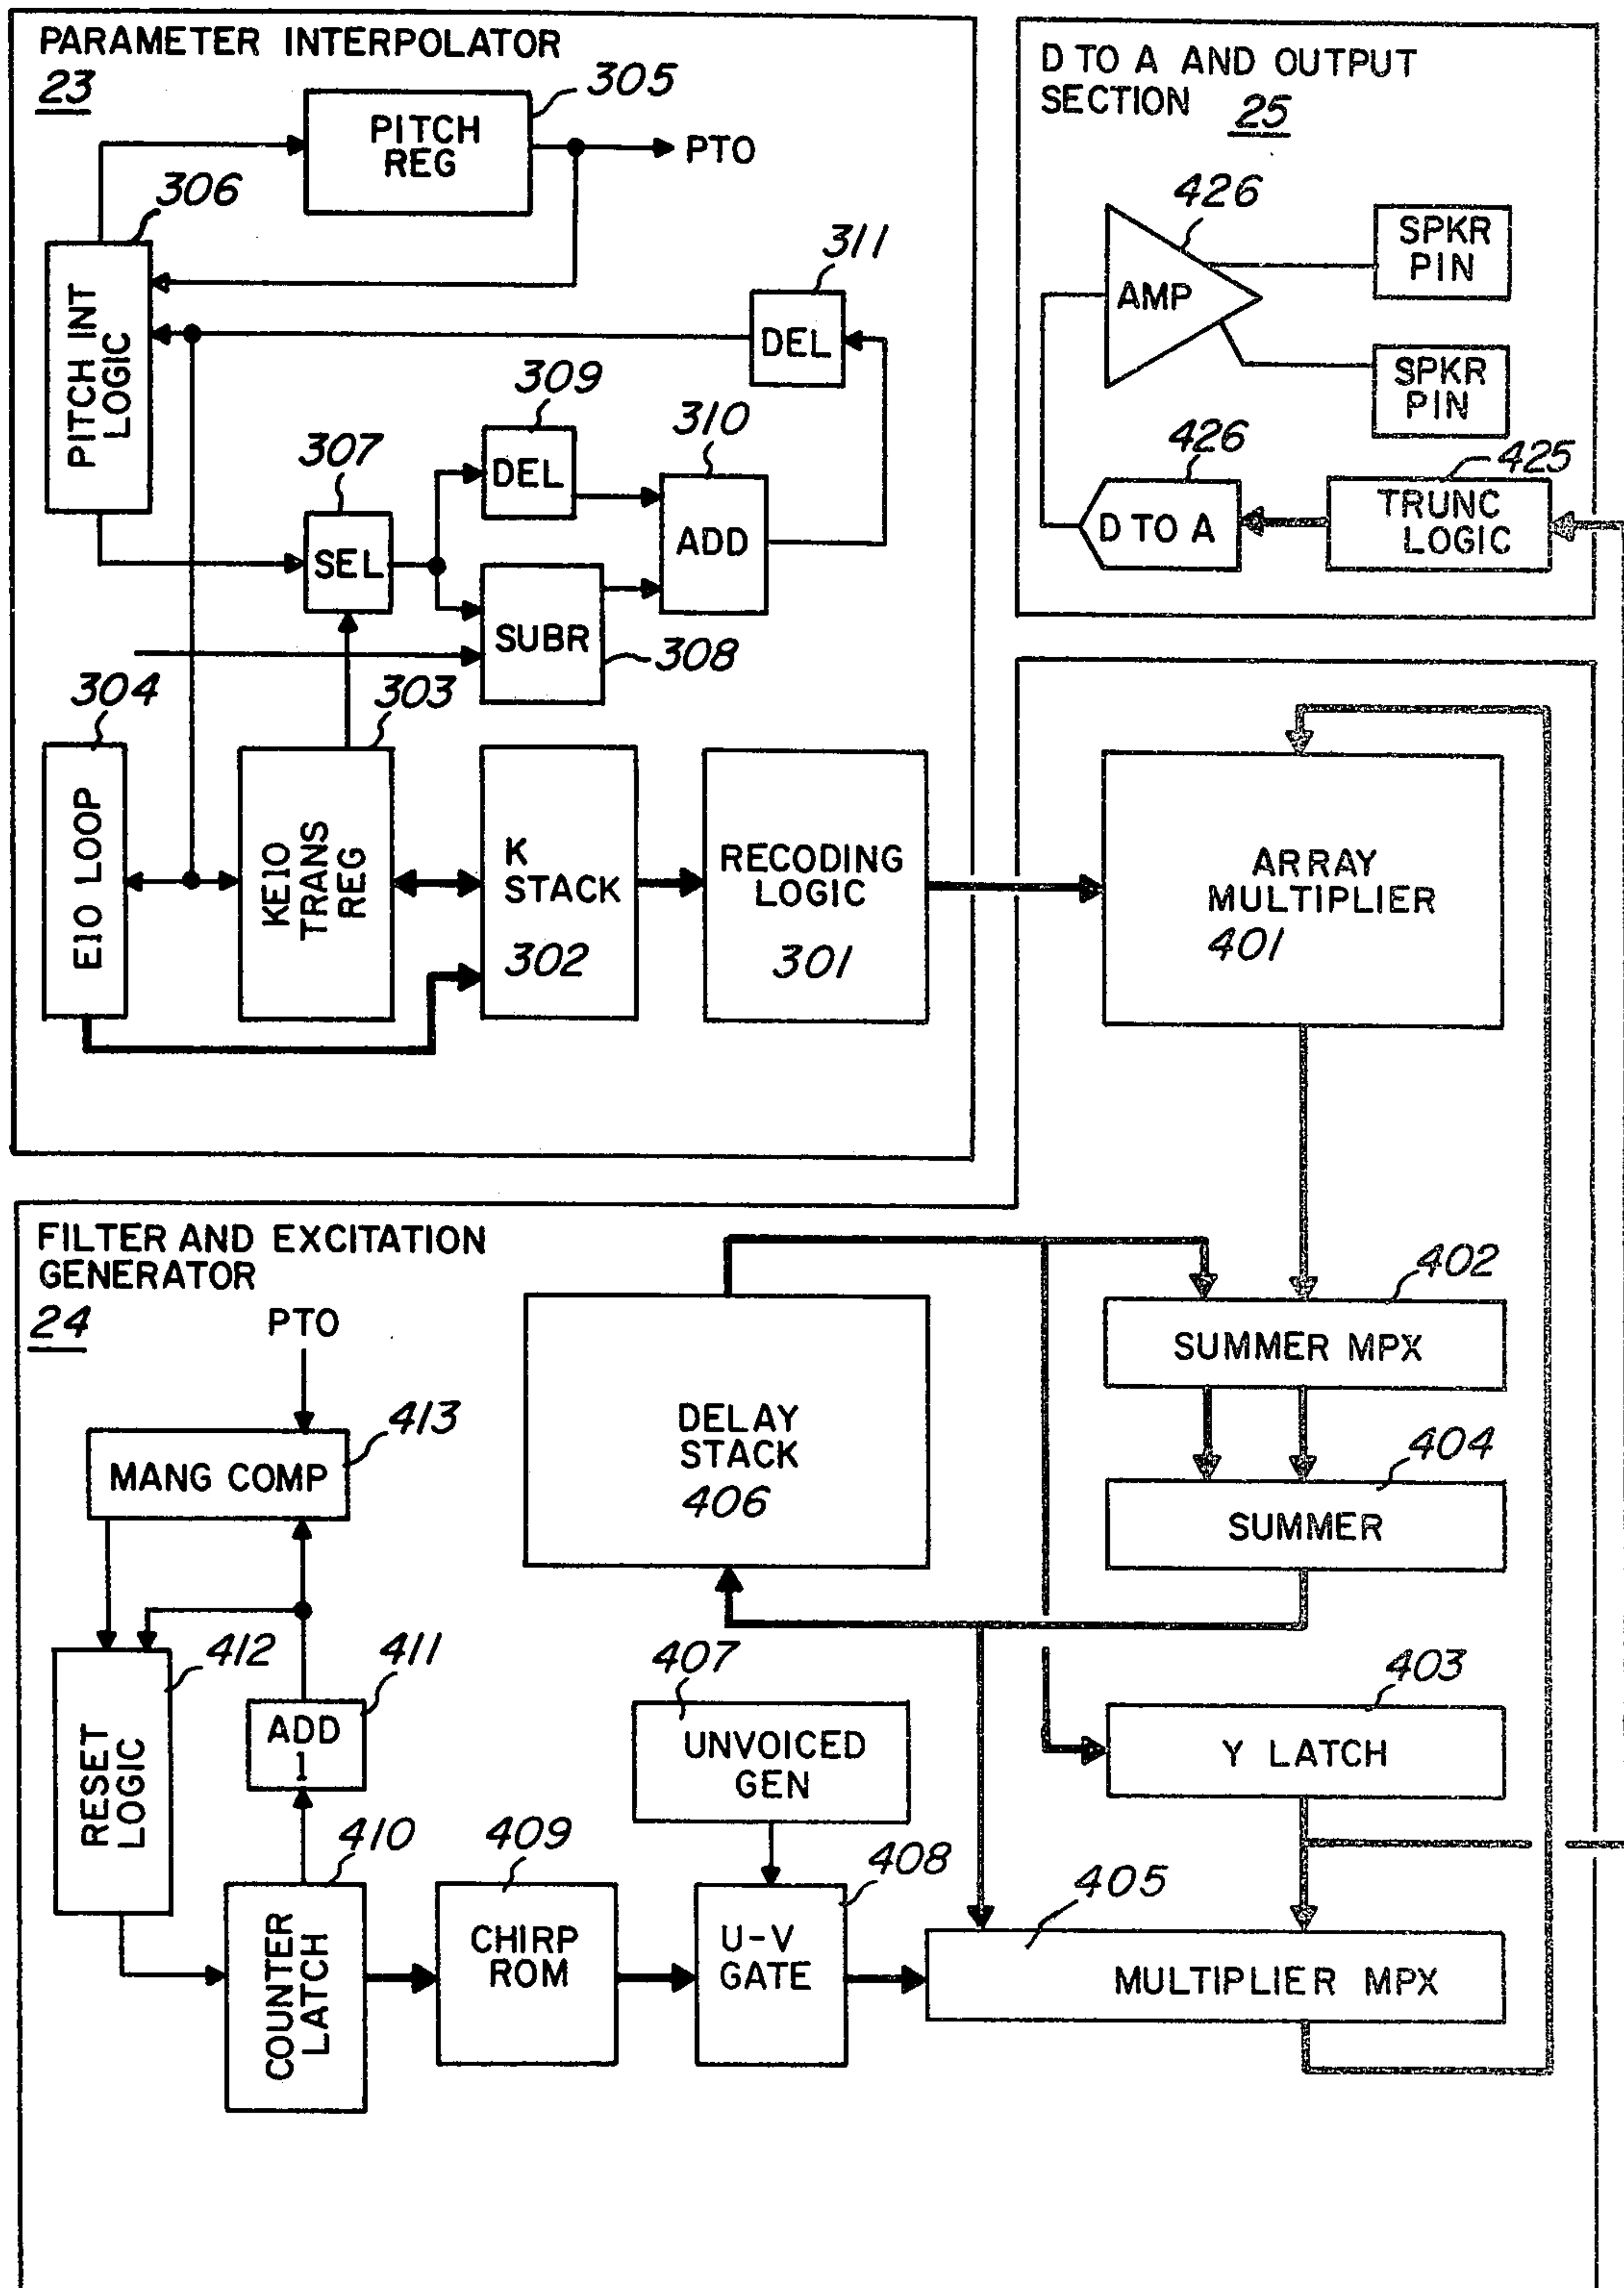 PARAMETER INTERPOLATOR
23
305
PITCH
REG
PTO
306
PITCH INT
LOGIC
311
DEL
309
DEL
310
ADD
307
SEL
SUBR
308
304
E10 LOOP
303
KE10
TRANS
REG
K
STACK
302
RECODING
LOGIC
301
D TO A AND OUTPUT
SECTION 25
426
AMP
SPKR
PIN
SPKR
PIN
426
D TO A
425
TRUNC
LOGIC
ARRAY
MULTIPLIER
401
FILTER AND EXCITATION
GENERATOR
24
PTO
413
MANG COMP
412
RESET
LOGIC
411
ADD
1
410
COUNTER
LATCH
409
CHIRP
ROM
407
UNVOICED
GEN
408
U-V
GATE
DELAY
STACK
406
402
SUMMER MPX
404
SUMMER
403
Y LATCH
405
MULTIPLIER MPX